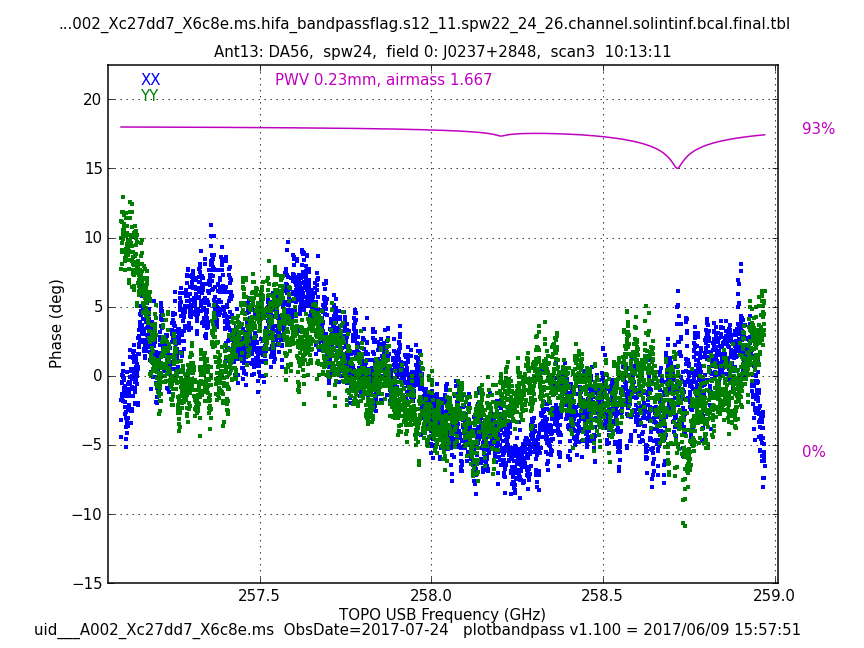 ...002_Xc27dd7_X6c8e.ms.hifa_bandpassflag.s12_11.spw22_24_26.channel.solintinf.bcal.final.tbl
Ant13: DA56, spw24, field 0: J0237+2848, scan3 10:13:11
XX
YY
PWV 0.23mm, airmass 1.667
93%
0%
20
15
10
5
0
−5
−10
−15
Phase (deg)
257.5
258.0
258.5
259.0
TOPO USB Frequency (GHz)
uid___A002_Xc27dd7_X6c8e.ms ObsDate=2017-07-24 plotbandpass v1.100 = 2017/06/09 15:57:51